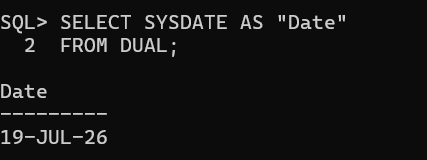 SQL> SELECT SYSDATE AS "Date"
  2  FROM DUAL;
Date
---------
19-JUL-26